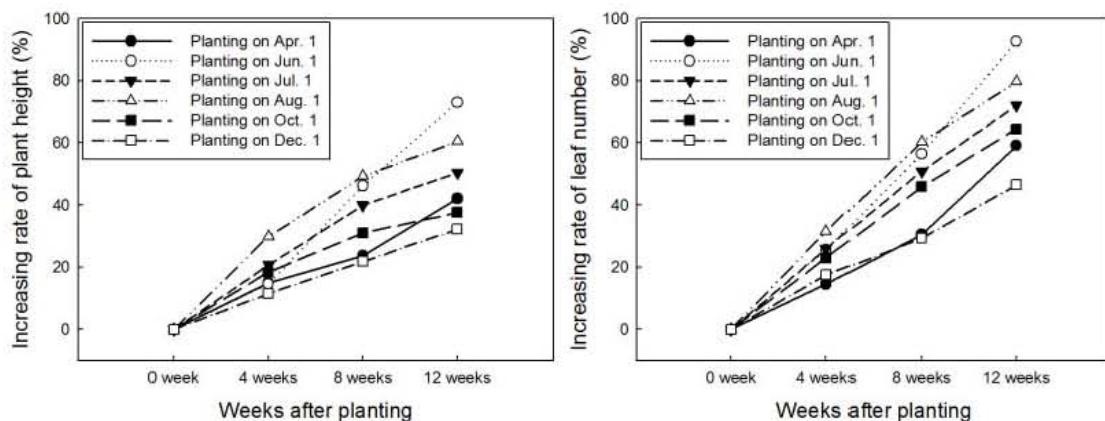 Increasing rate of plant height (%)
100
80
60
40
20
0
Planting on Apr. 1
Planting on Jun. 1
Planting on Jul. 1
Planting on Aug. 1
Planting on Oct. 1
Planting on Dec. 1
0 week
4 weeks
8 weeks
12 weeks
Weeks after planting
Increasing rate of leaf number (%)
100
80
60
40
20
0
Planting on Apr. 1
Planting on Jun. 1
Planting on Jul. 1
Planting on Aug. 1
Planting on Oct. 1
Planting on Dec. 1
0 week
4 weeks
8 weeks
12 weeks
Weeks after planting